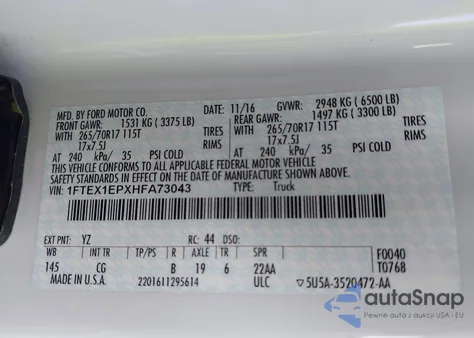 MFD. BY FORD MOTOR CO.
DATE: 11/16 GVWR: 2948 KG ( 6500 LB)
FRONT GAWR: 1531 KG ( 3375 LB) REAR GAWR: 1497 KG ( 3300 LB)
265/70R17 115T TIRES 265/70R17 115T TIRES
17x7.5J RIMS 17x7.5J RIMS
AT 240 kPa/ 35 PSI COLD AT 240 kPa/ 35 PSI COLD
THIS VEHICLE CONFORMS TO ALL APPLICABLE FEDERAL MOTOR VEHICLE
SAFETY STANDARDS IN EFFECT ON THE DATE OF MANUFACTURE SHOWN ABOVE.
VIN: 1FTEX1EPXHFA73043 TYPE: Truck
EXT PNT: YZ RC: 44 DSO:
WB TP/PS R AXLE TR SPR F0040
145 CG B 19 6 22AA T0768
MADE IN U.S.A. 2201611295614 ULC ▽5U5A-3520472-AA
autoSnap
Pewne auta z USA i EU